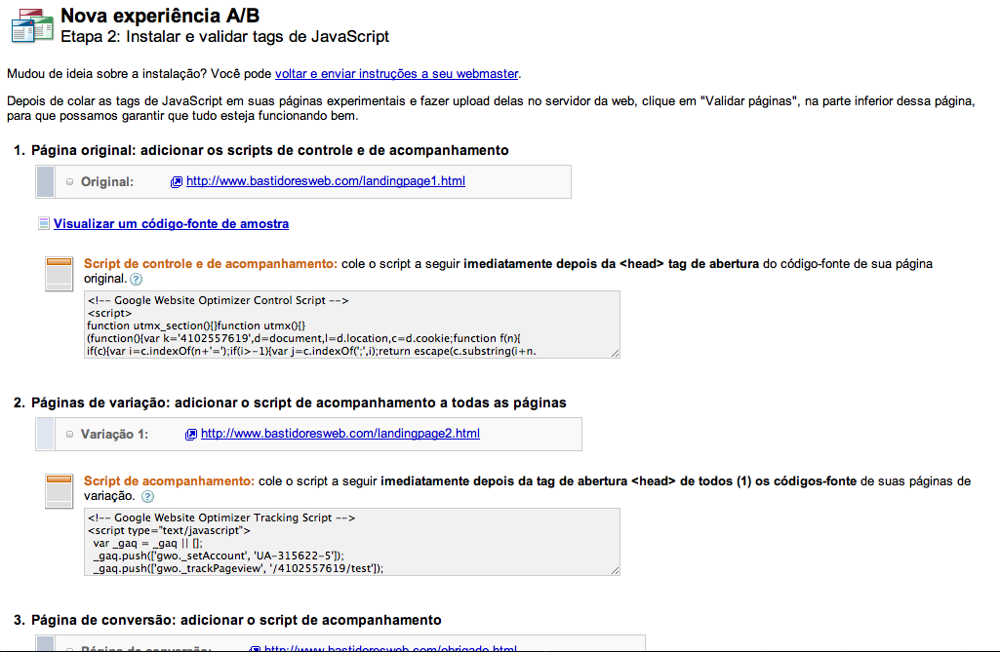 Nova experiência A/B
Etapa 2: Instalar e validar tags de JavaScript
Mudou de ideia sobre a instalação? Você pode voltar e enviar instruções a seu webmaster.
Depois de colar as tags de JavaScript em suas páginas experimentais e fazer upload delas no servidor da web, clique em "Validar páginas", na parte inferior dessa página,
para que possamos garantir que tudo esteja funcionando bem.
1. Página original: adicionar os scripts de controle e de acompanhamento
Original: http://www.bastidoresweb.com/landingpage1.html
Visualizar um código-fonte de amostra
Script de controle e de acompanhamento: cole o script a seguir imediatamente depois da <head> tag de abertura do código-fonte de sua página
original. ?
<!-- Google Website Optimizer Control Script -->
<script>
function utmx_section(){}function utmx(){}
(function(){var k='4102557619',d=document,l=d.location,c=d.cookie;function f(n){
if(c){var i=c.indexOf(n+'=');if(i>-1){var j=c.indexOf(';',i);return escape(c.substring(i+n.
2. Páginas de variação: adicionar o script de acompanhamento a todas as páginas
Variação 1: http://www.bastidoresweb.com/landingpage2.html
Script de acompanhamento: cole o script a seguir imediatamente depois da tag de abertura <head> de todos (1) os códigos-fonte de suas páginas de
variação. ?
<!-- Google Website Optimizer Tracking Script -->
<script type="text/javascript">
var _gaq = _gaq || [];
_gaq.push(['gwo._setAccount', 'UA-315622-5']);
_gaq.push(['gwo._trackPageview', '/4102557619/test']);
3. Página de conversão: adicionar o script de acompanhamento
Página de conversão: http://www.bastidoresweb.com/obrigado.html